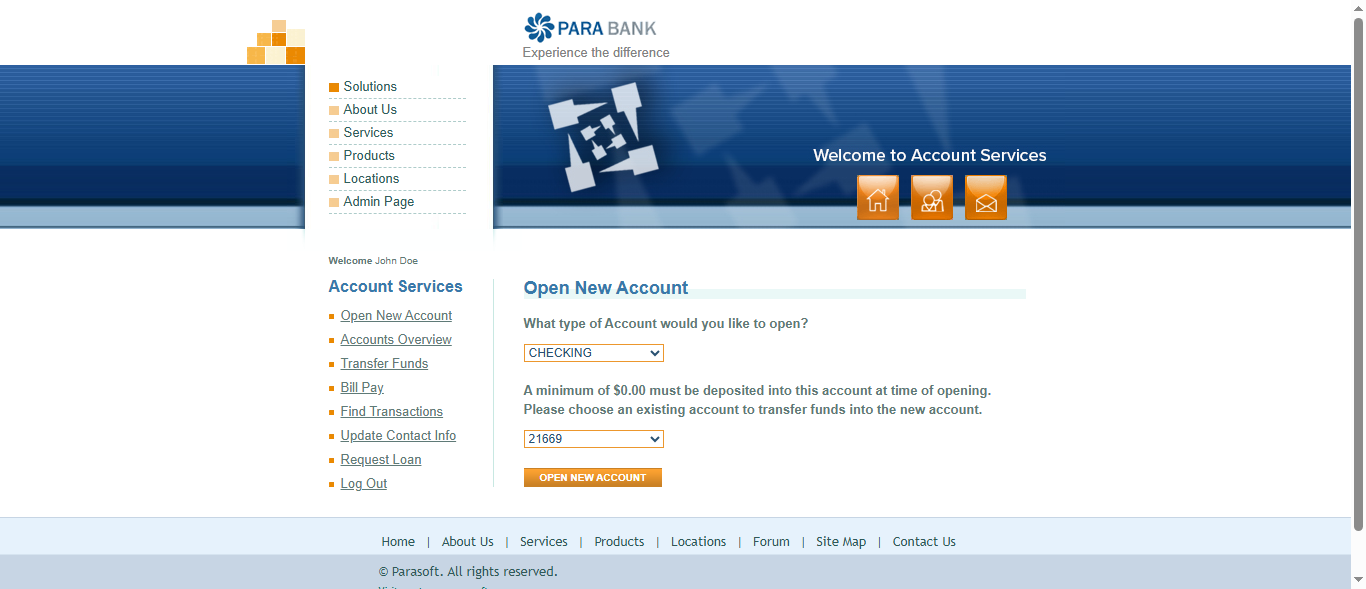 PARA BANK
Experience the difference
Solutions
About Us
Services
Products
Locations
Admin Page
Welcome to Account Services
Welcome John Doe
Account Services
Open New Account
Accounts Overview
Transfer Funds
Bill Pay
Find Transactions
Update Contact Info
Request Loan
Log Out
Open New Account
What type of Account would you like to open?
CHECKING
A minimum of $0.00 must be deposited into this account at time of opening.
Please choose an existing account to transfer funds into the new account.
21669
OPEN NEW ACCOUNT
Home | About Us | Services | Products | Locations | Forum | Site Map | Contact Us
© Parasoft. All rights reserved.